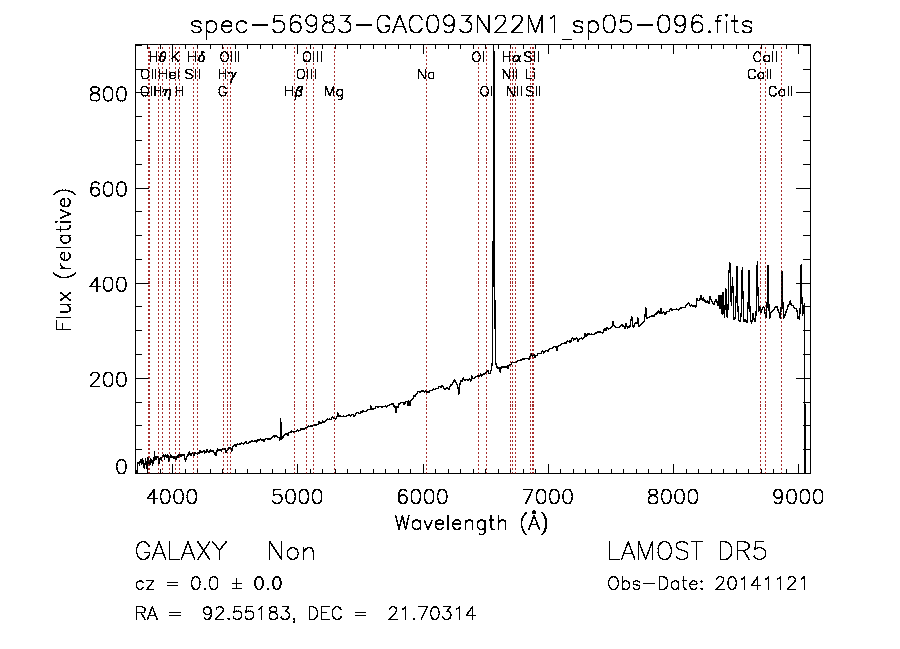 spec-56983-GAC093N22M1_sp05-096.fits
Hθ K Hδ OIII OIII OI Hα SII CaII
OII HeI SII Hγ OIII Na NII Li CaII
OII Hη H G Hβ Mg OI NII SII CaII
800
600
400
200
0
Flux (relative)
4000 5000 6000 7000 8000 9000
Wavelength (Å)
GALAXY Non LAMOST DR5
cz = 0.0 ± 0.0 Obs-Date: 20141121
RA = 92.55183, DEC = 21.70314